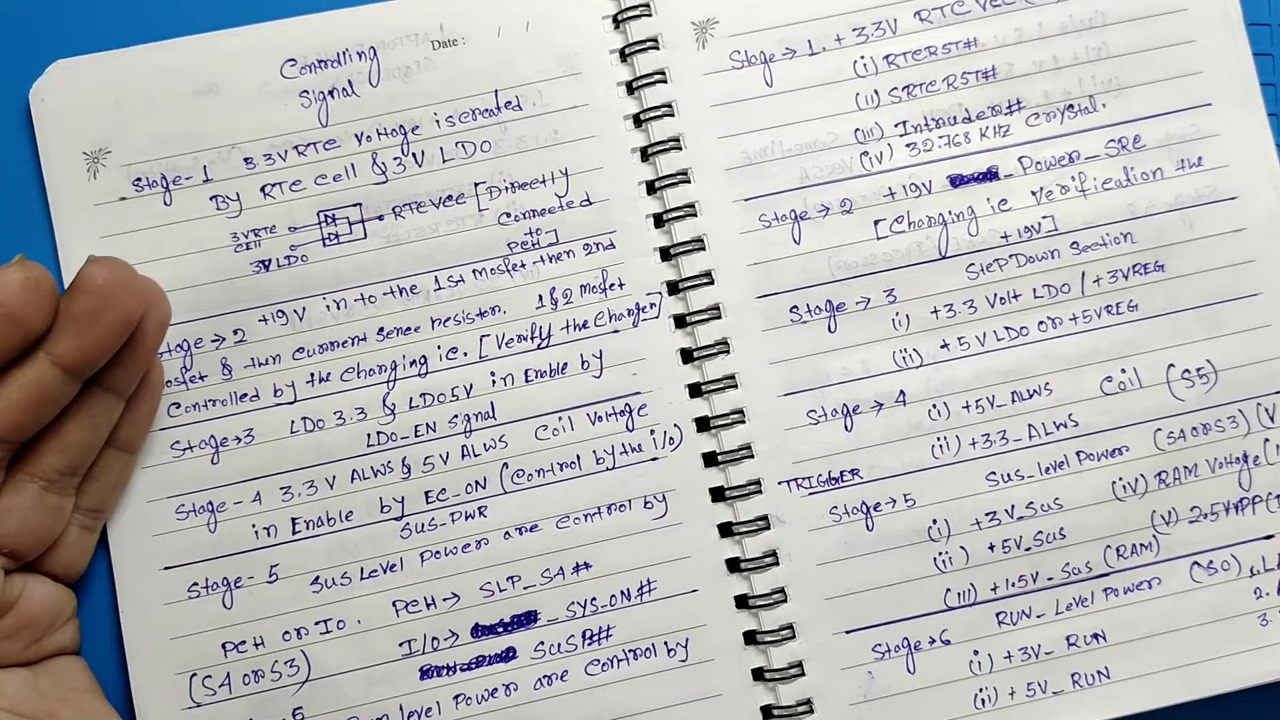 Controlling
Signal
Date : / /
Stage-1 3.3V RTC Voltage is created
BY RTC Cell & 3V LDO
3V RTC
CELL
3V LDO
RTCVCC [Directly
Connected
to
PCH]
Stage→2 +19V in to the 1st Mosfet then 2nd
Mosfet & then current sense resistor. 1 & 2 Mosfet
Controlled by the Charging ic. [Verify the Charger]
Stage→3 LDO 3.3 & LDO5V in Enable by
LDO_EN Signal
Stage-4 3.3V ALWS & 5V ALWS Coil Voltage
in Enable by EC_ON (Control by the i/o)
SUS_PWR
Stage-5 SUS Level Power are control by
PCH or IO. PCH→ SLP_S4#
(S4 or S3) I/O→ _SYS_ON#
SUSP#
level Power are control by
Stage→1. +3.3V RTC
(i) RTCRST#
(ii) SRTCRST#
(iii) Intruder#
(iv) 32.768 KHZ Crystal.
Stage→2 +19V _Power_SRC
[Charging ic Verification the
+19V]
Stage→3 Step Down Section
(i) +3.3 Volt LDO / +3VREG
(ii) +5V LDO or +5VREG
Stage→4 (i) +5V_ALWS Coil (S5)
(ii) +3.3_ALWS
TRIGGER
Stage→5 Sus_level Power (S4 or S3)
(i) +3V_Sus (iv) RAM Voltage
(ii) +5V_Sus (V) 2.5V VPP
(iii) +1.5V_Sus (RAM)
Stage→6 RUN_Level Power (S0)
(i) +3V_RUN
(ii) +5V_RUN
2.
3.